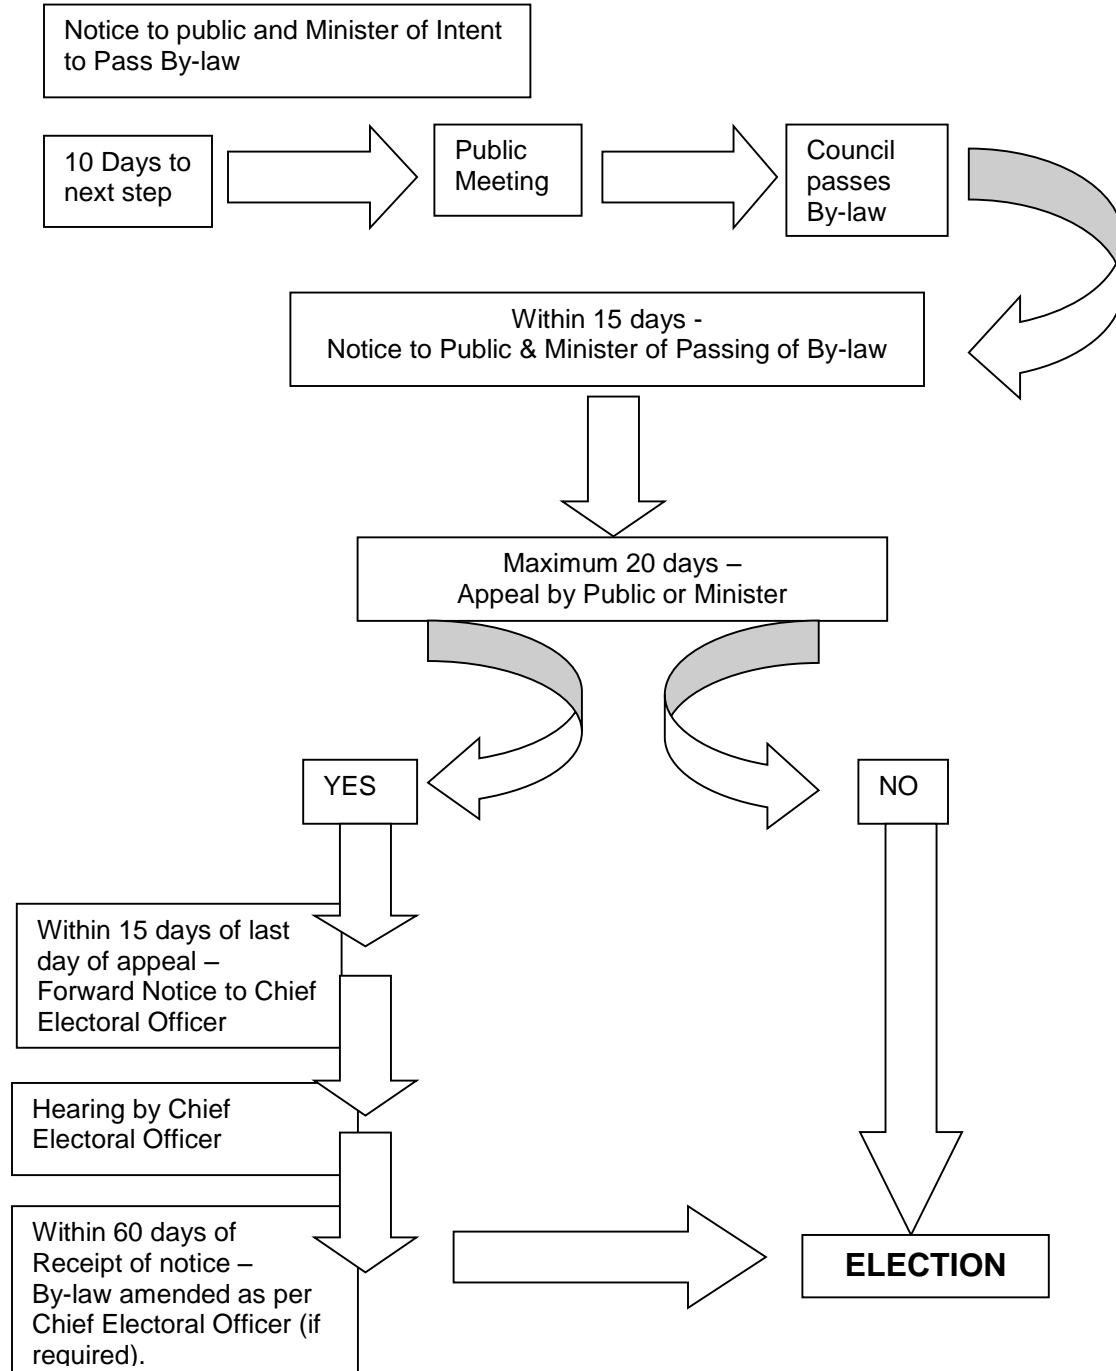 Notice to public and Minister of Intent
to Pass By-law
10 Days to
next step
Public
Meeting
Council
passes
By-law
Within 15 days -
Notice to Public & Minister of Passing of By-law
Maximum 20 days –
Appeal by Public or Minister
YES
NO
Within 15 days of last
day of appeal –
Forward Notice to Chief
Electoral Officer
Hearing by Chief
Electoral Officer
Within 60 days of
Receipt of notice –
By-law amended as per
Chief Electoral Officer (if
required).
ELECTION